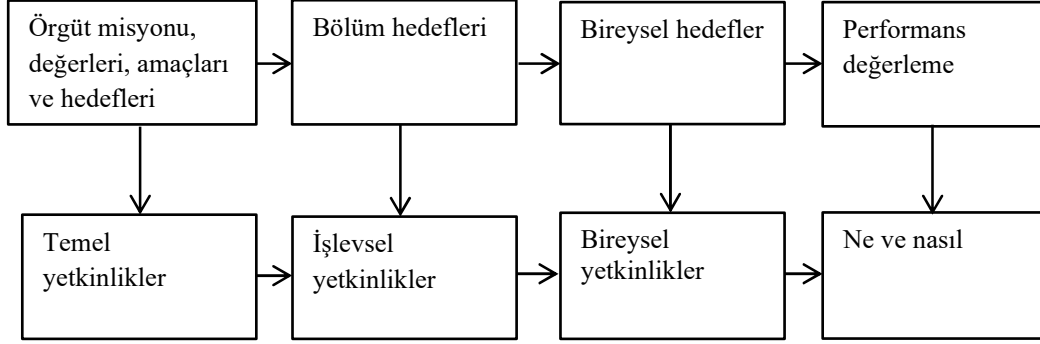 Örgüt misyonu,
değerleri, amaçları
ve hedefleri
Bölüm hedefleri
Bireysel hedefler
Performans
değerleme
Temel
yetkinlikler
İşlevsel
yetkinlikler
Bireysel
yetkinlikler
Ne ve nasıl